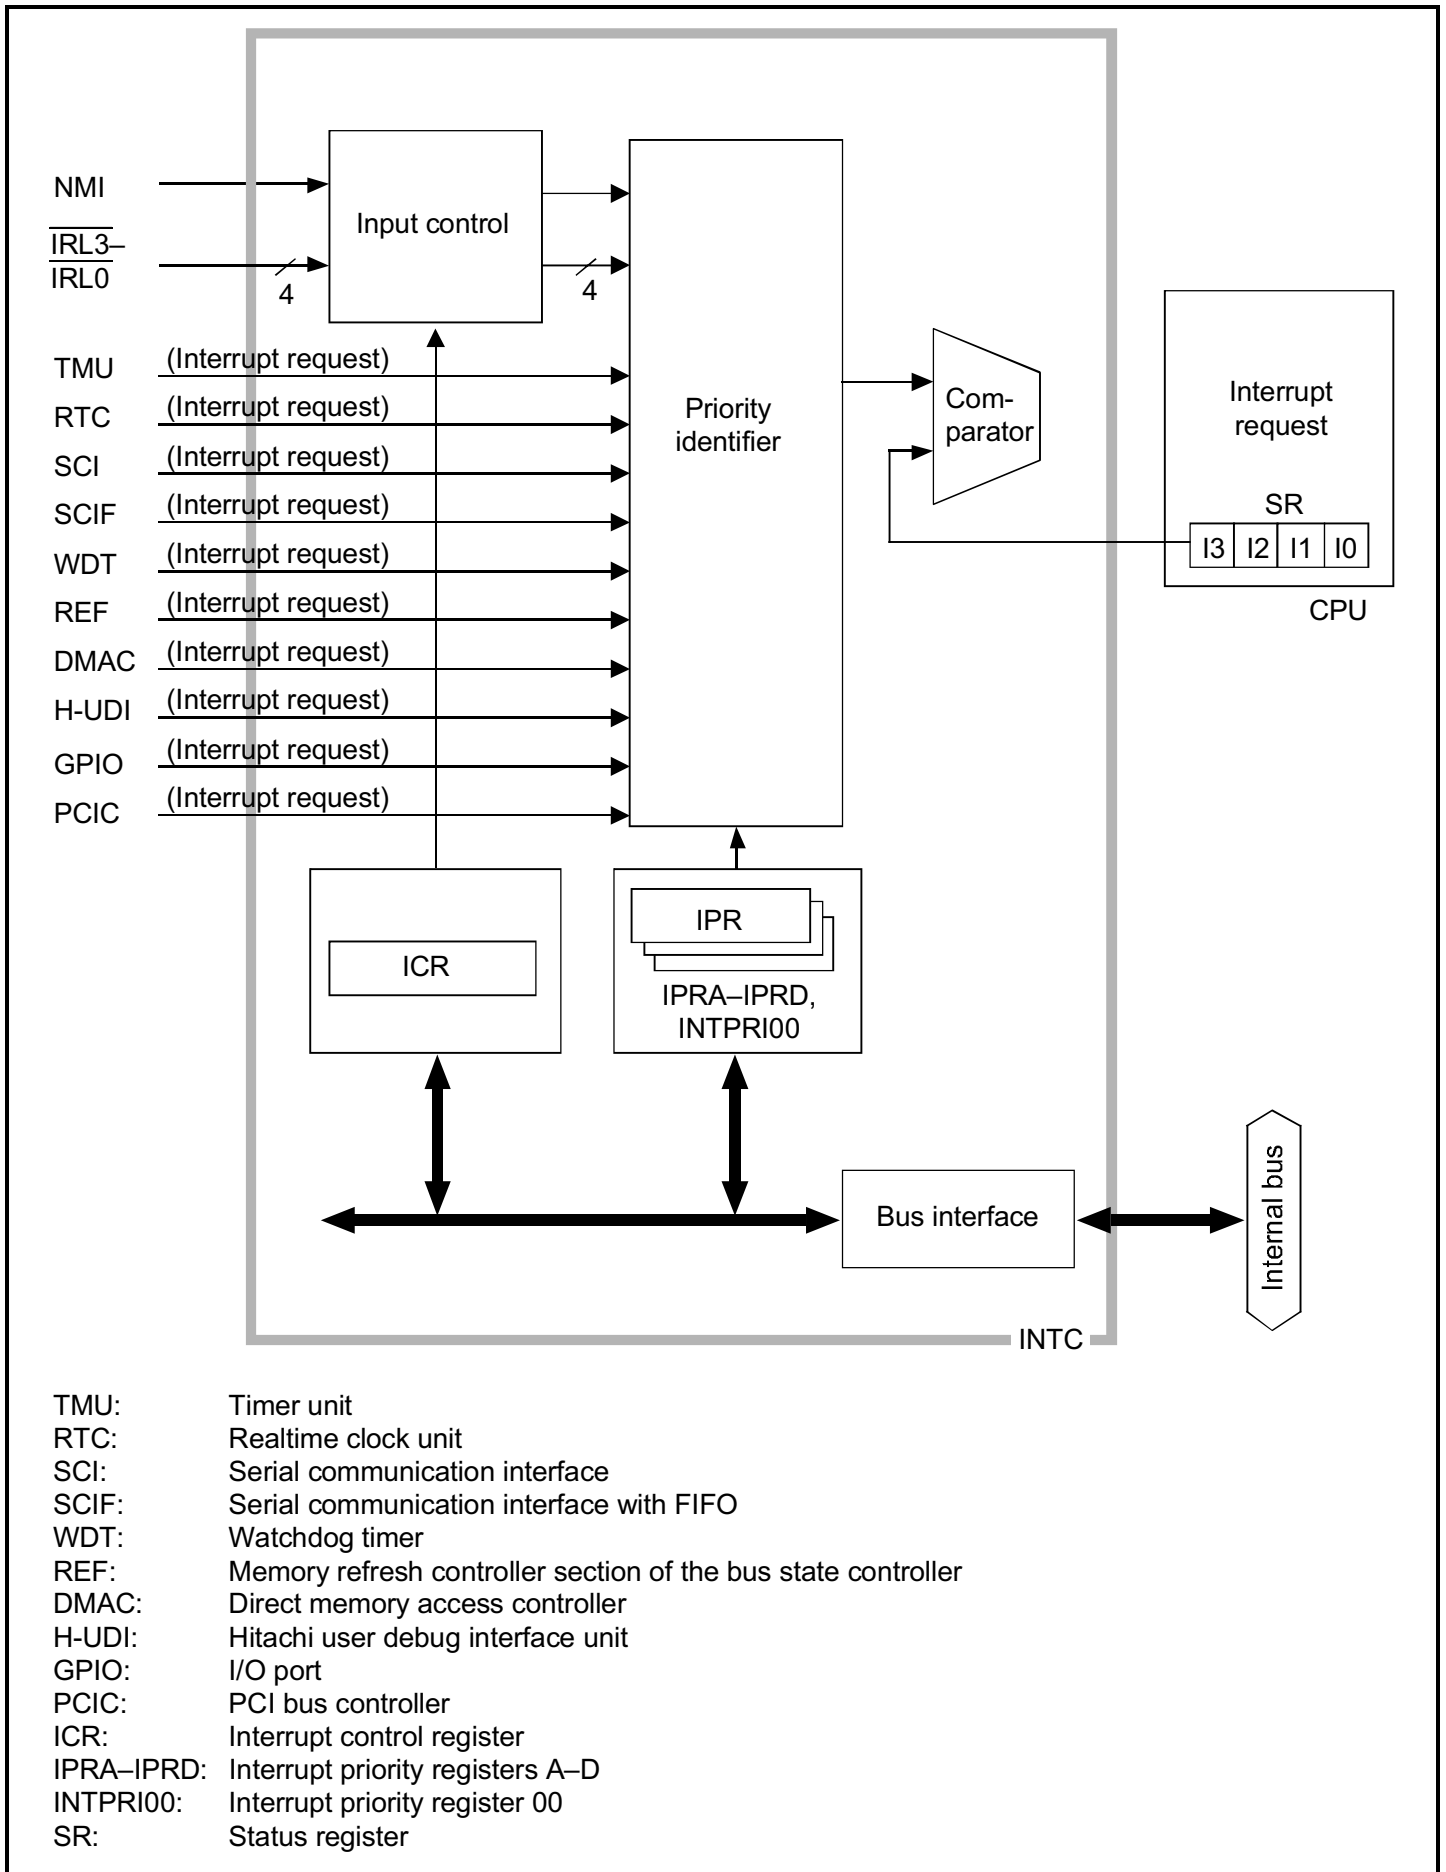 NMI
IRL3–
IRL0
4
4
Input control
TMU (Interrupt request)
RTC (Interrupt request)
SCI (Interrupt request)
SCIF (Interrupt request)
WDT (Interrupt request)
REF (Interrupt request)
DMAC (Interrupt request)
H-UDI (Interrupt request)
GPIO (Interrupt request)
PCIC (Interrupt request)
Priority
identifier
Com-
parator
Interrupt
request
SR
I3 I2 I1 I0
CPU
ICR
IPR
IPRA–IPRD,
INTPRI00
Bus interface
Internal bus
INTC
TMU: Timer unit
RTC: Realtime clock unit
SCI: Serial communication interface
SCIF: Serial communication interface with FIFO
WDT: Watchdog timer
REF: Memory refresh controller section of the bus state controller
DMAC: Direct memory access controller
H-UDI: Hitachi user debug interface unit
GPIO: I/O port
PCIC: PCI bus controller
ICR: Interrupt control register
IPRA–IPRD: Interrupt priority registers A–D
INTPRI00: Interrupt priority register 00
SR: Status register